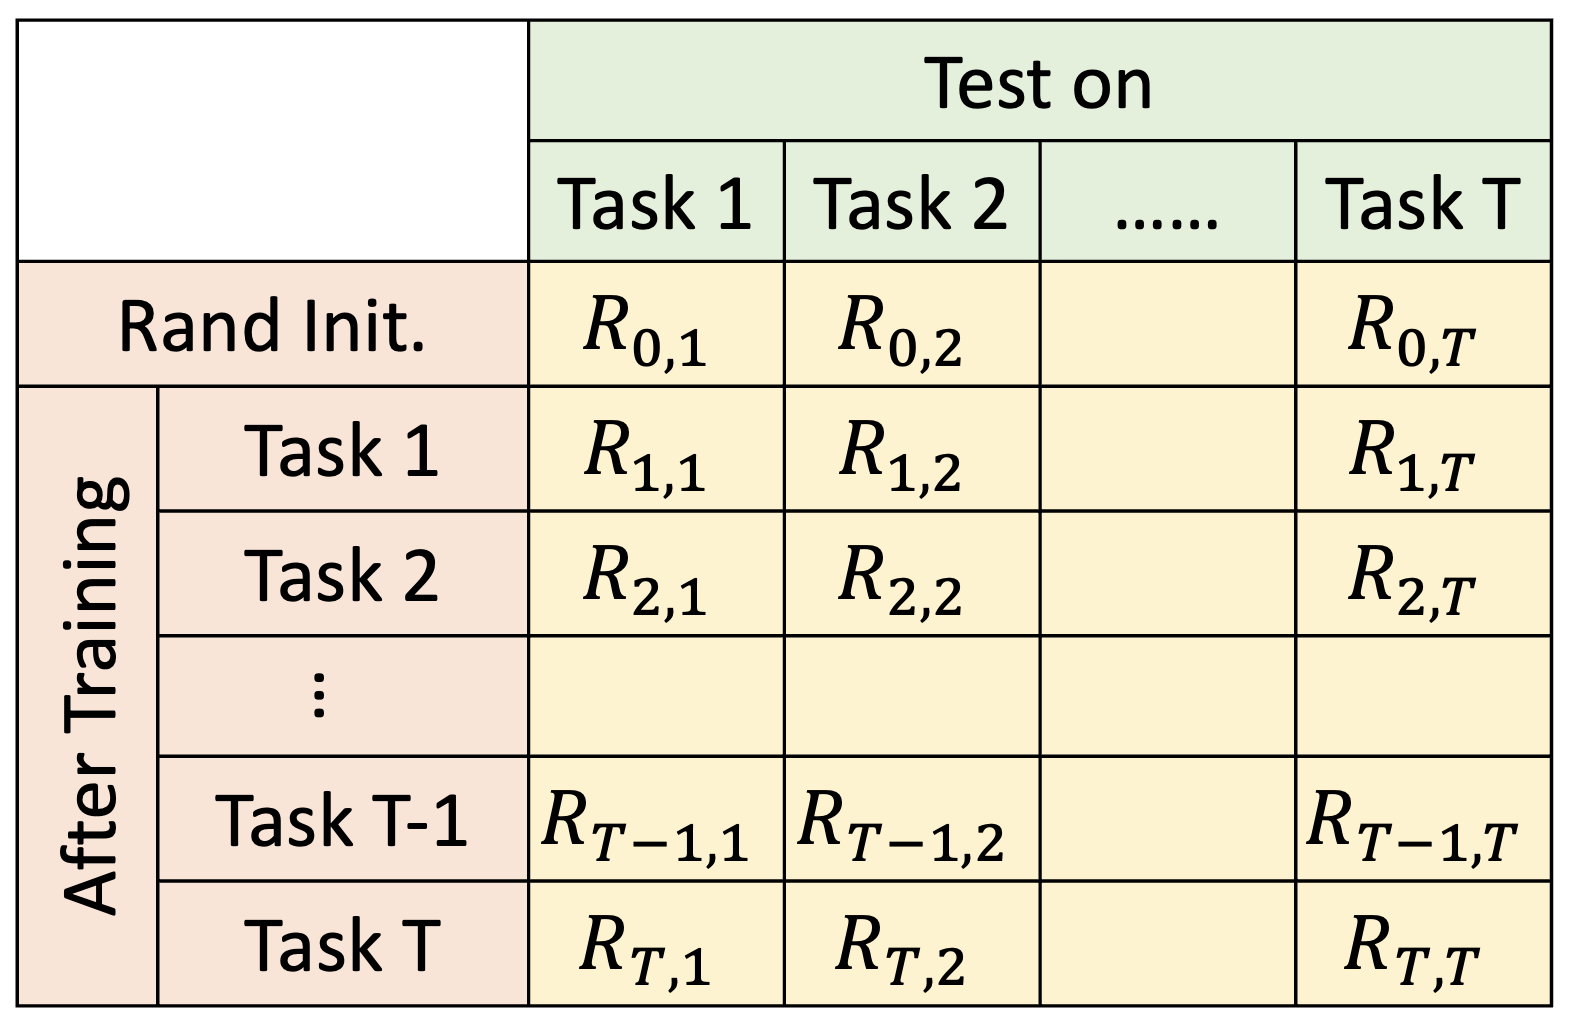 Test on
Task 1 Task 2 …… Task T
Rand Init. R_{0,1} R_{0,2} R_{0,T}
After Training
Task 1 R_{1,1} R_{1,2} R_{1,T}
Task 2 R_{2,1} R_{2,2} R_{2,T}
⋮
Task T-1 R_{T−1,1} R_{T−1,2} R_{T−1,T}
Task T R_{T,1} R_{T,2} R_{T,T}